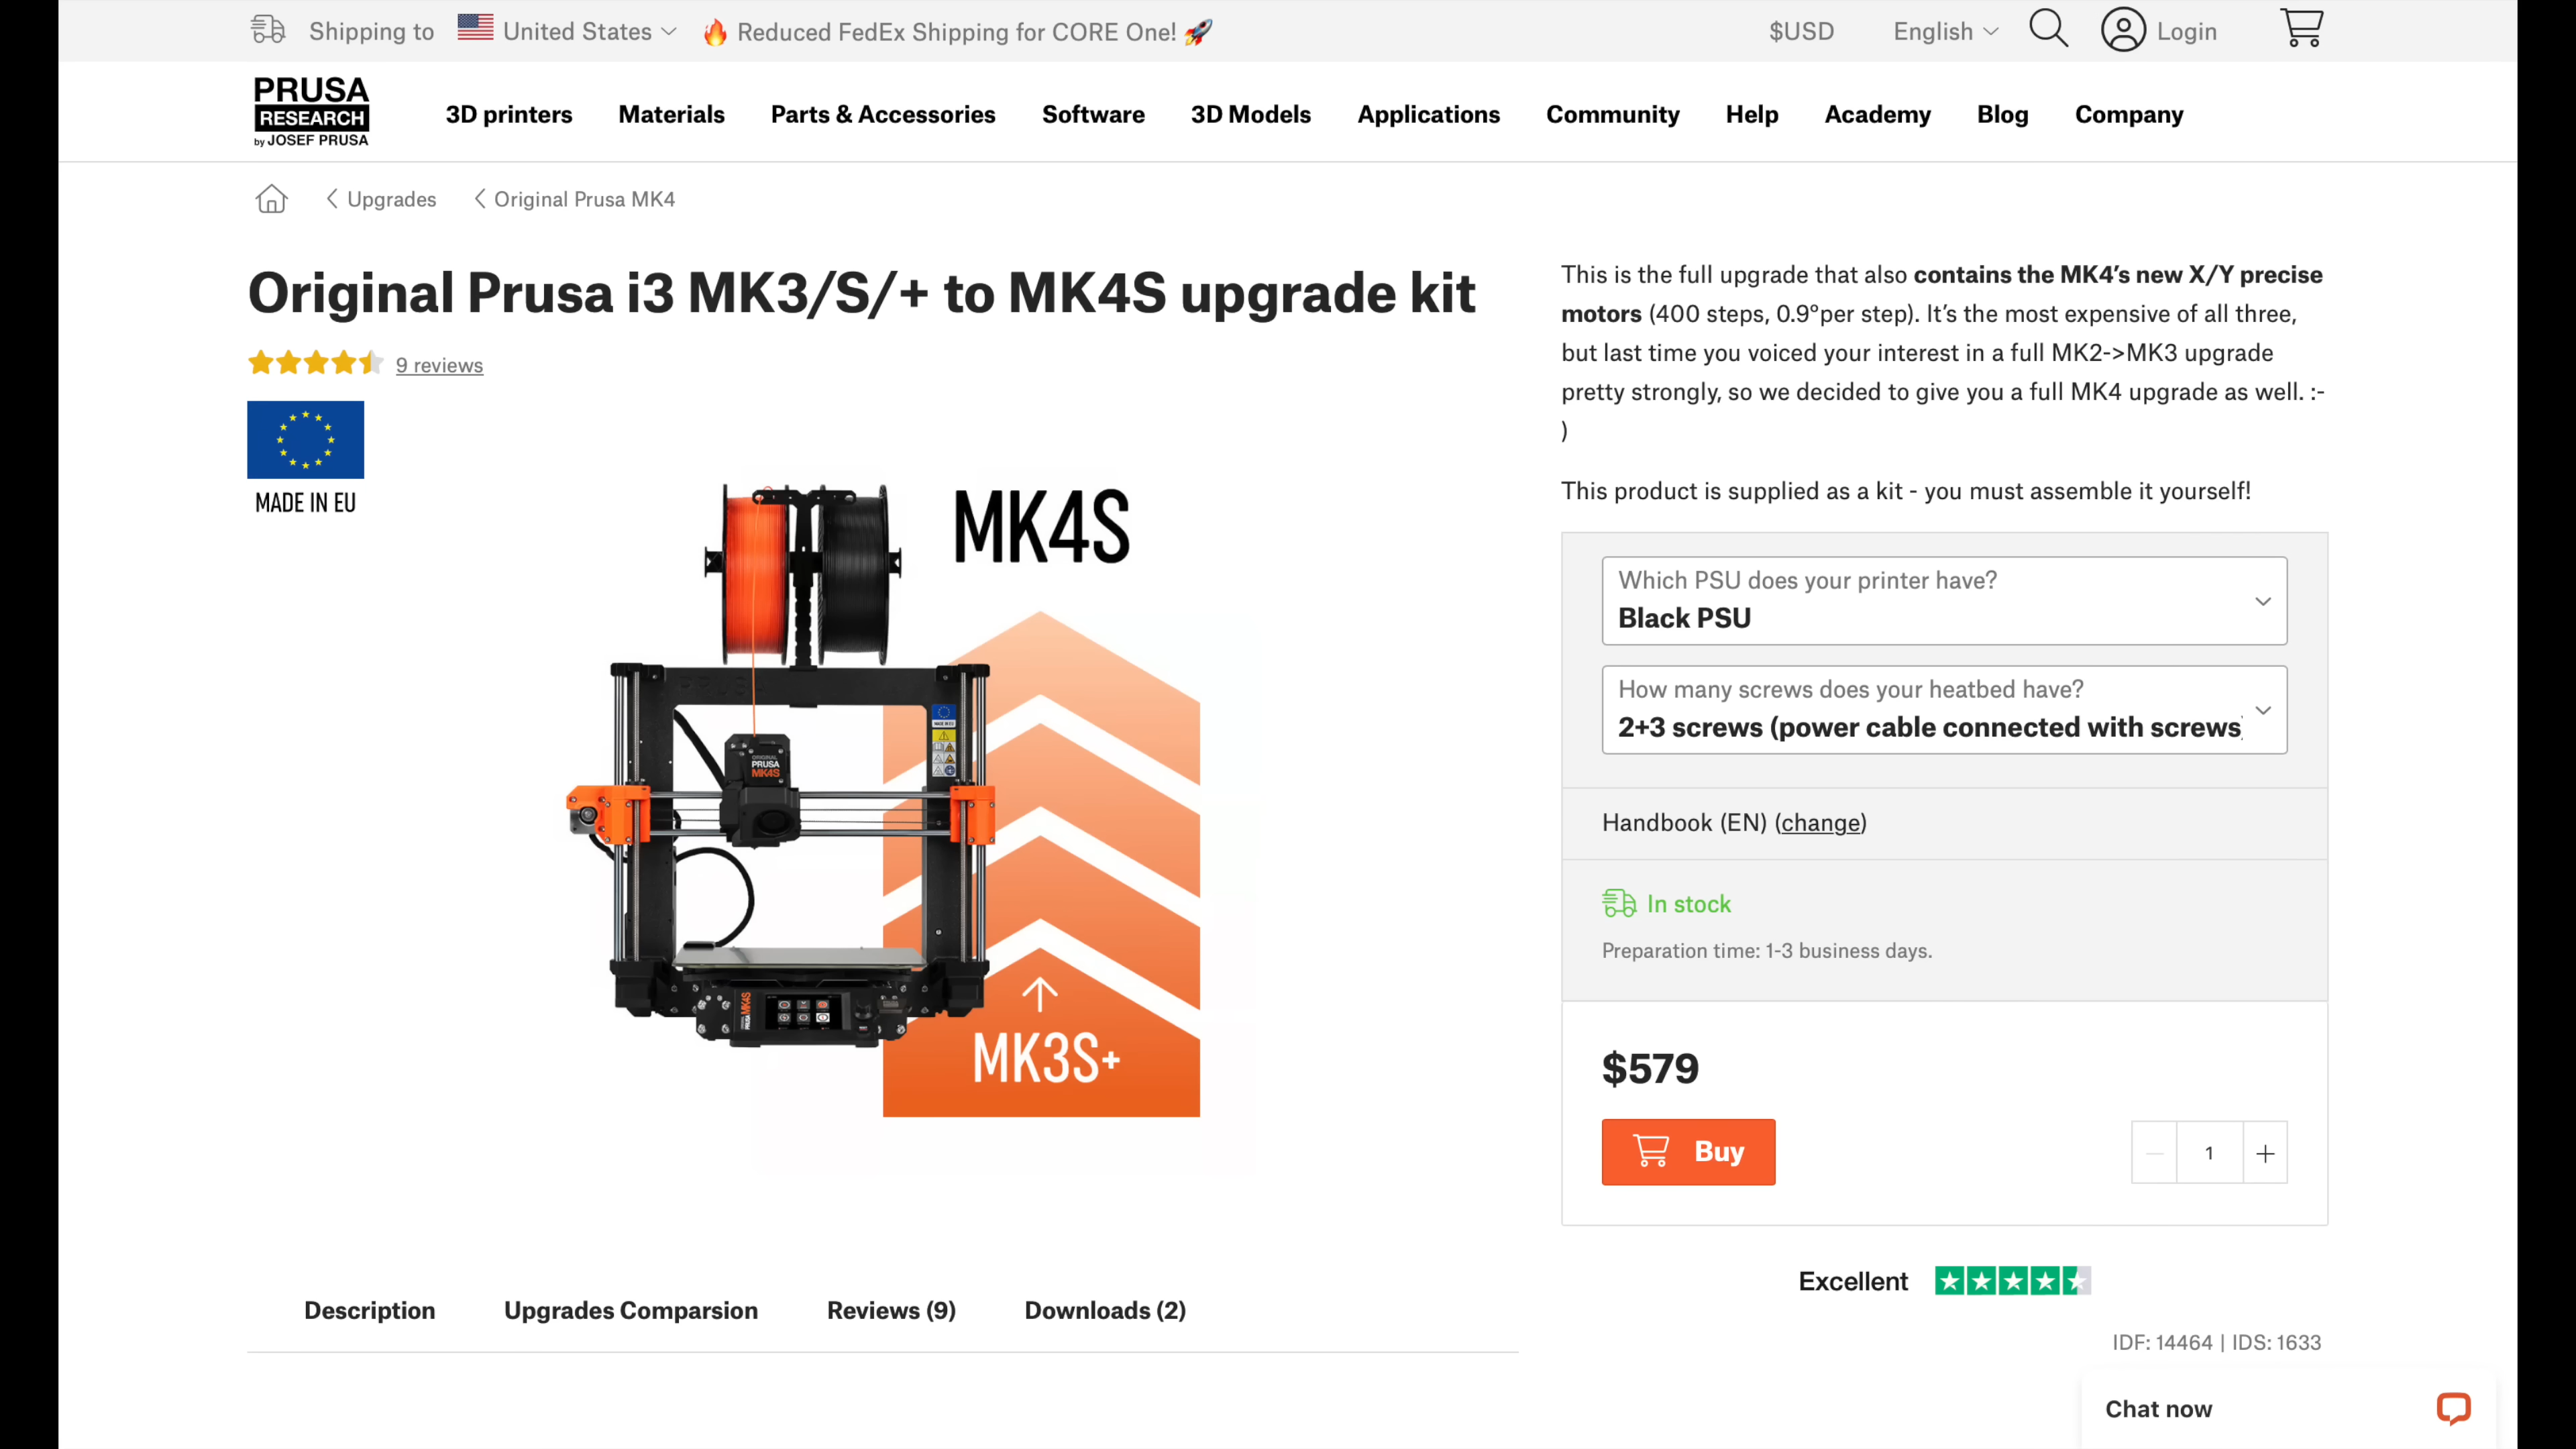 Shipping to United States 🔥 Reduced FedEx Shipping for CORE One! 🚀 $USD English Login
PRUSA
RESEARCH
by JOSEF PRUSA
3D printers Materials Parts & Accessories Software 3D Models Applications Community Help Academy Blog Company
Upgrades Original Prusa MK4
Original Prusa i3 MK3/S/+ to MK4S upgrade kit
9 reviews
MADE IN EU
MK4S
ORIGINAL
PRUSA
MK4S
PRUSA
MK4S
MK3S+
This is the full upgrade that also contains the MK4’s new X/Y precise
motors (400 steps, 0.9°per step). It’s the most expensive of all three,
but last time you voiced your interest in a full MK2->MK3 upgrade
pretty strongly, so we decided to give you a full MK4 upgrade as well. :-
)
This product is supplied as a kit - you must assemble it yourself!
Which PSU does your printer have?
Black PSU
How many screws does your heatbed have?
2+3 screws (power cable connected with screws)
Handbook (EN) (change)
In stock
Preparation time: 1-3 business days.
$579
Buy
1
Description Upgrades Comparsion Reviews (9) Downloads (2)
Excellent
IDF: 14464 | IDS: 1633
Chat now